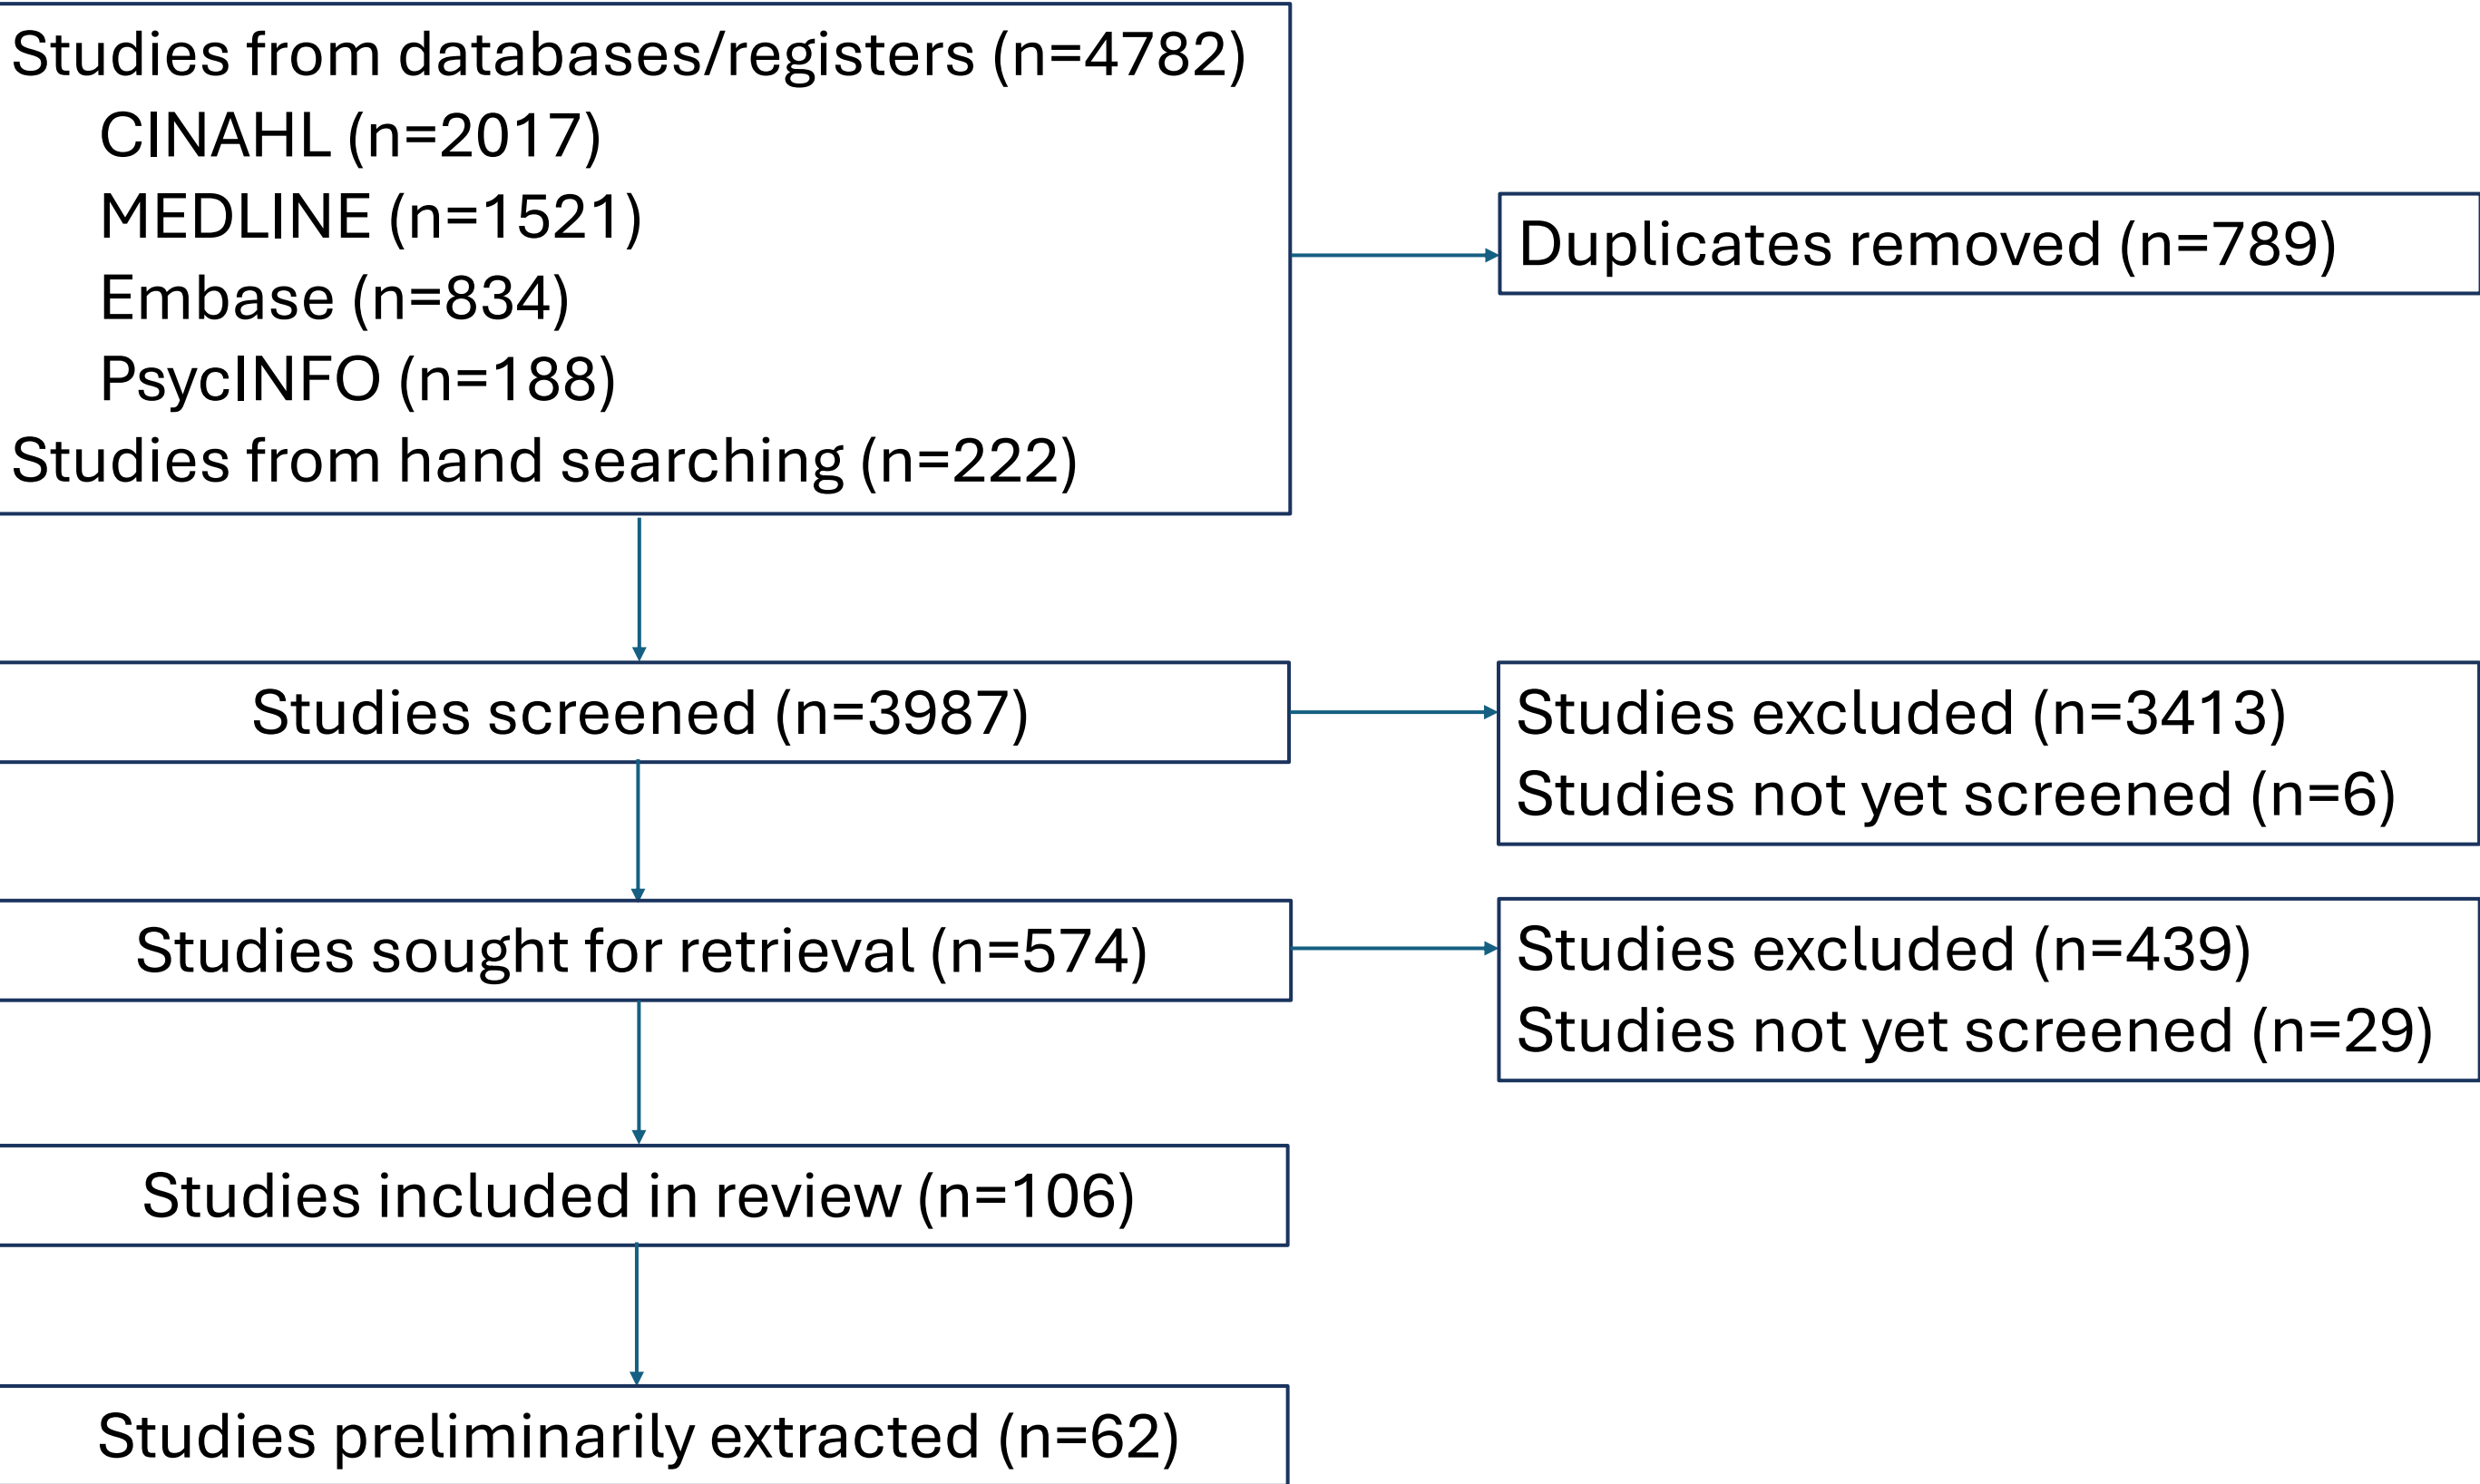 Studies from databases/registers (n=4782)
CINAHL (n=2017)
MEDLINE (n=1521)
Embase (n=834)
PsycINFO (n=188)
Studies from hand searching (n=222)
Duplicates removed (n=789)
Studies screened (n=3987)
Studies excluded (n=3413)
Studies not yet screened (n=6)
Studies sought for retrieval (n=574)
Studies excluded (n=439)
Studies not yet screened (n=29)
Studies included in review (n=106)
Studies preliminarily extracted (n=62)